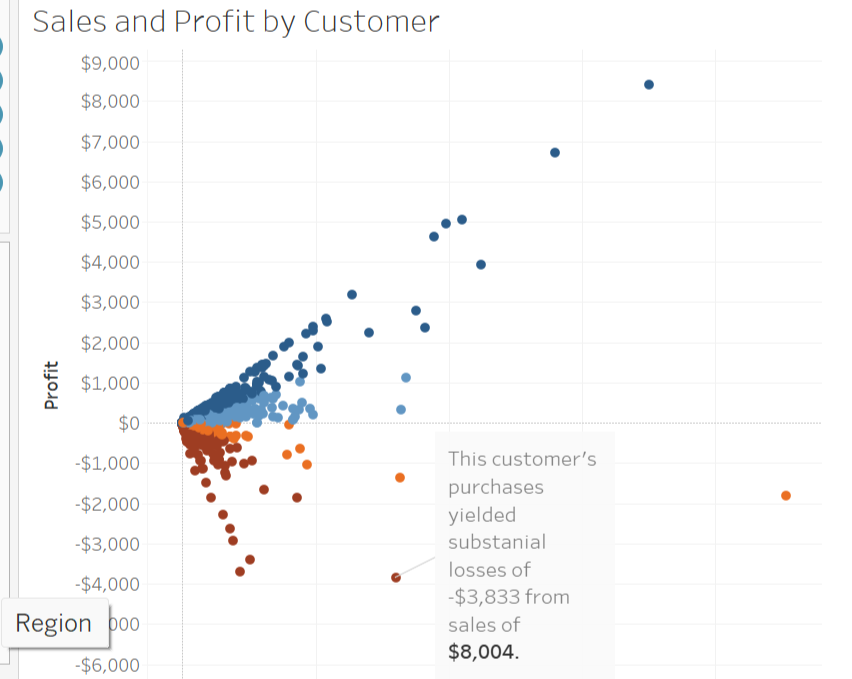 Sales and Profit by Customer
$9,000
$8,000
$7,000
$6,000
$5,000
$4,000
$3,000
$2,000
$1,000
$0
-$1,000
-$2,000
-$3,000
-$4,000
000
-$6,000
Profit
This customer's
purchases
yielded
substanial
losses of
-$3,833 from
sales of
$8,004.
Region